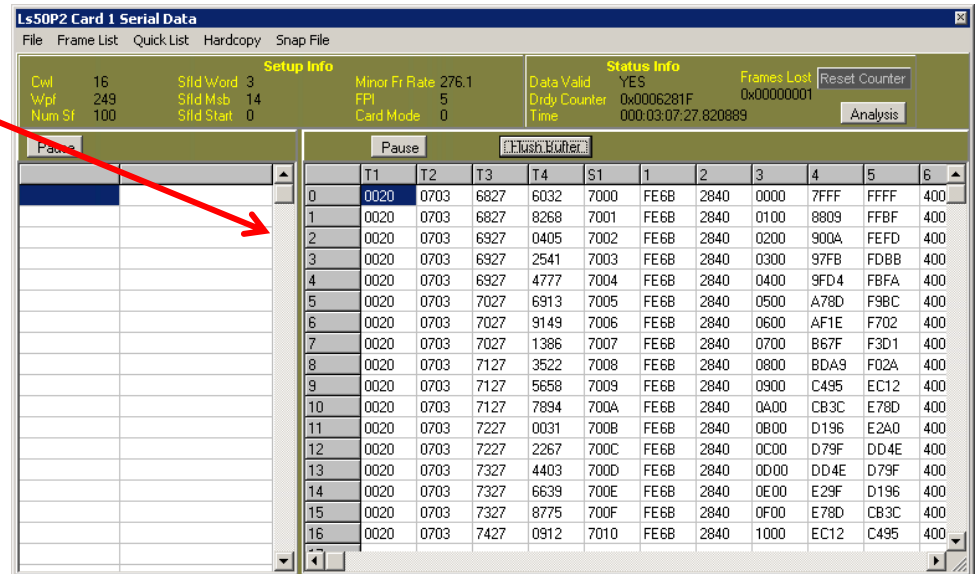 Ls50P2 Card 1 Serial Data
File Frame List Quick List Hardcopy Snap File
Setup Info
Cwl 16 Sfid Word 3 Minor Fr Rate 276.1
Wpf 249 Sfid Msb 14 FPI 5
Num Sf 100 Sfid Start 0 Card Mode 0
Status Info
Data Valid YES Frames Lost Reset Counter
Drdy Counter 0x0006281F 0x00000001
Time 000:03:07:27.820889 Analysis
Pause Pause Flush Buffer
T1 T2 T3 T4 S1 1 2 3 4 5 6
0 0020 0703 6827 6032 7000 FE6B 2840 0000 7FFF FFFF 400
1 0020 0703 6827 8268 7001 FE6B 2840 0100 8809 FFBF 400
2 0020 0703 6927 0405 7002 FE6B 2840 0200 900A FEFD 400
3 0020 0703 6927 2541 7003 FE6B 2840 0300 97FB FDBB 400
4 0020 0703 6927 4777 7004 FE6B 2840 0400 9FD4 FBFA 400
5 0020 0703 7027 6913 7005 FE6B 2840 0500 A78D F9BC 400
6 0020 0703 7027 9149 7006 FE6B 2840 0600 AF1E F702 400
7 0020 0703 7027 1386 7007 FE6B 2840 0700 B67F F3D1 400
8 0020 0703 7127 3522 7008 FE6B 2840 0800 BDA9 F02A 400
9 0020 0703 7127 5658 7009 FE6B 2840 0900 C495 EC12 400
10 0020 0703 7127 7894 700A FE6B 2840 0A00 CB3C E78D 400
11 0020 0703 7227 0031 700B FE6B 2840 0B00 D196 E2A0 400
12 0020 0703 7227 2267 700C FE6B 2840 0C00 D79F DD4E 400
13 0020 0703 7327 4403 700D FE6B 2840 0D00 DD4E D79F 400
14 0020 0703 7327 6639 700E FE6B 2840 0E00 E29F D196 400
15 0020 0703 7327 8775 700F FE6B 2840 0F00 E78D CB3C 400
16 0020 0703 7427 0912 7010 FE6B 2840 1000 EC12 C495 400